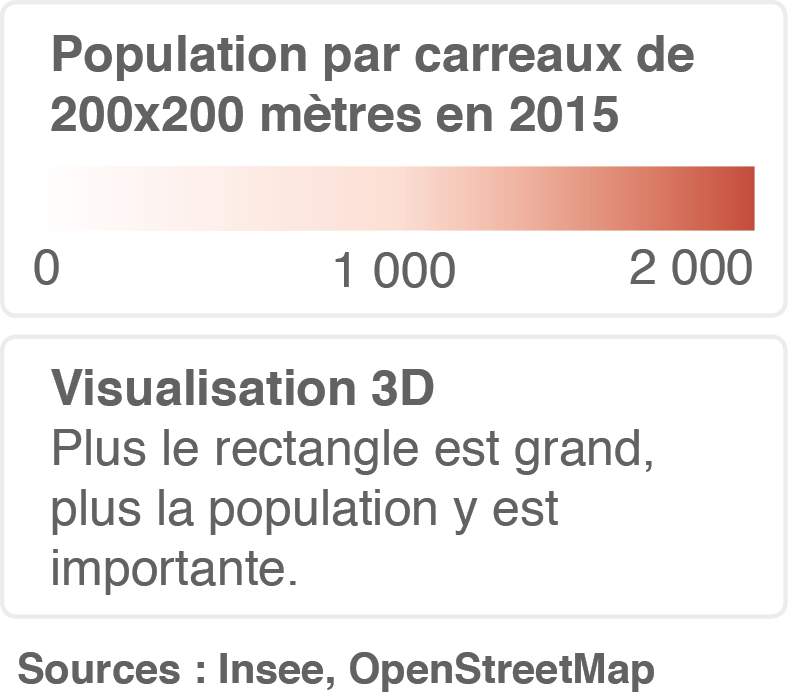 Population par carreaux de
200x200 mètres en 2015
0 1 000 2 000
Visualisation 3D
Plus le rectangle est grand,
plus la population y est
importante.
Sources : Insee, OpenStreetMap